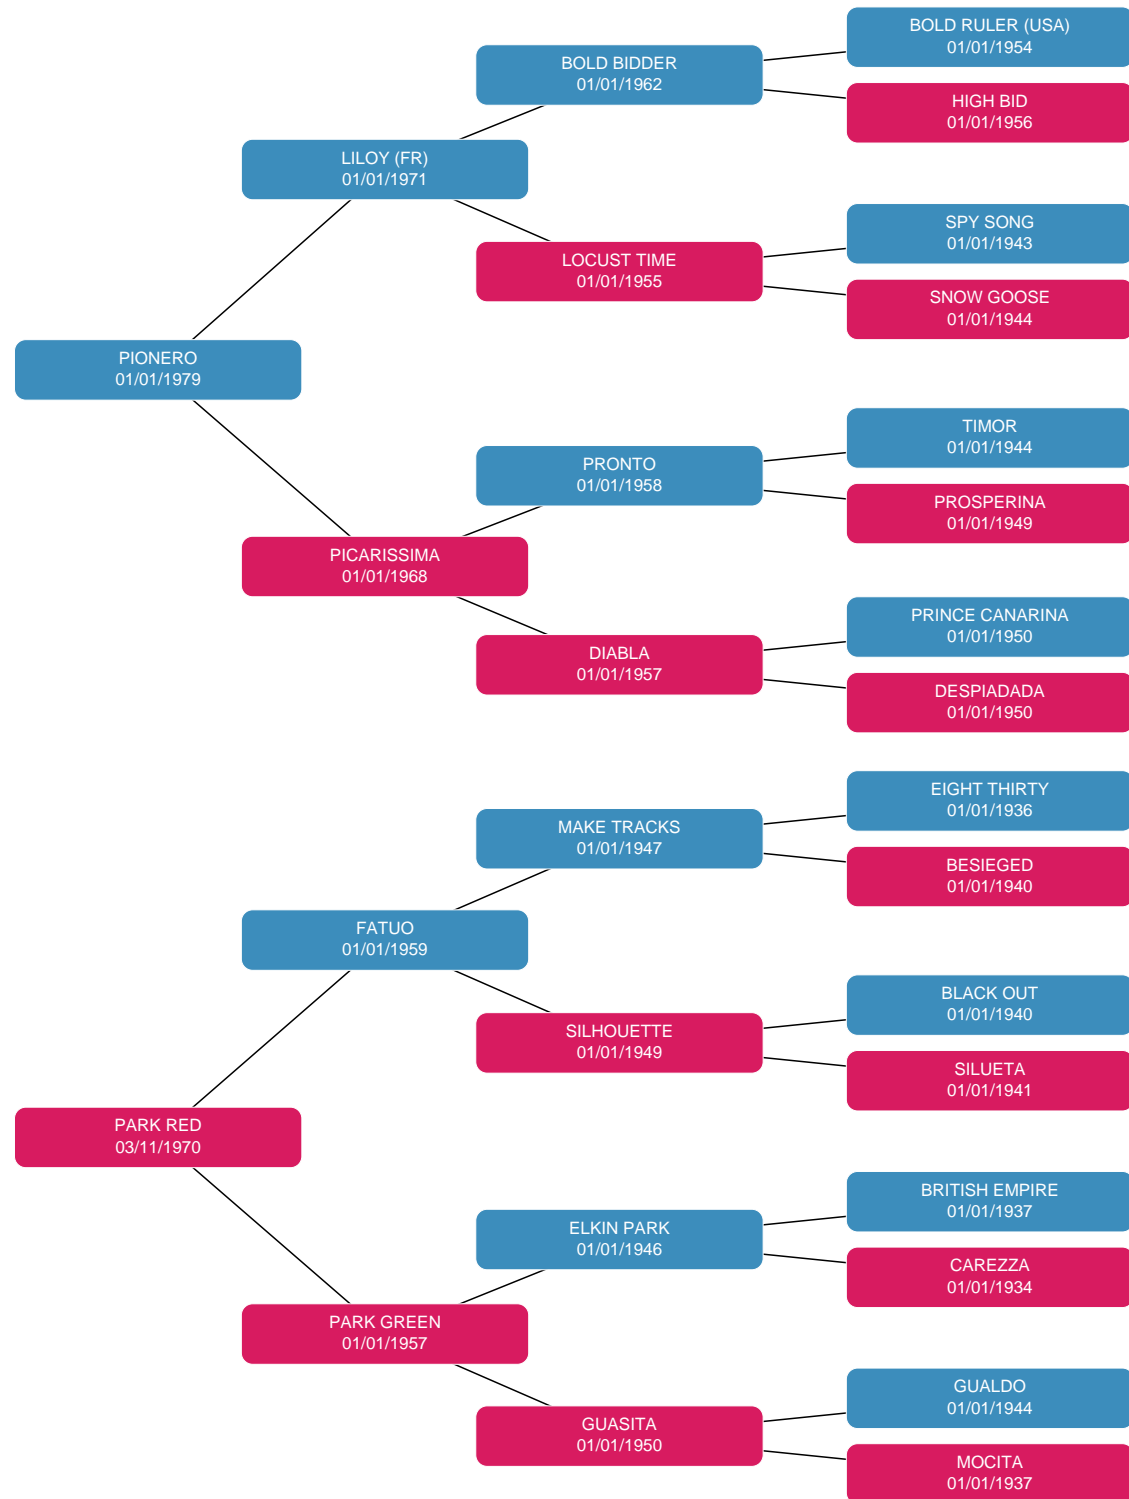 BOLD RULER (USA)
01/01/1954
BOLD BIDDER
01/01/1962
HIGH BID
01/01/1956
LILOY (FR)
01/01/1971
SPY SONG
01/01/1943
LOCUST TIME
01/01/1955
SNOW GOOSE
01/01/1944
PIONERO
01/01/1979
TIMOR
01/01/1944
PRONTO
01/01/1958
PROSPERINA
01/01/1949
PICARISSIMA
01/01/1968
PRINCE CANARINA
01/01/1950
DIABLA
01/01/1957
DESPIADADA
01/01/1950
EIGHT THIRTY
01/01/1936
MAKE TRACKS
01/01/1947
BESIEGED
01/01/1940
FATUO
01/01/1959
BLACK OUT
01/01/1940
SILHOUETTE
01/01/1949
SILUETA
01/01/1941
PARK RED
03/11/1970
BRITISH EMPIRE
01/01/1937
ELKIN PARK
01/01/1946
CAREZZA
01/01/1934
PARK GREEN
01/01/1957
GUALDO
01/01/1944
GUASITA
01/01/1950
MOCITA
01/01/1937